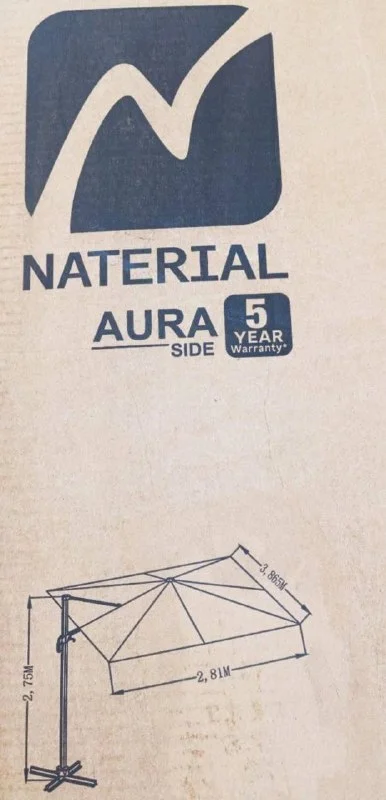 NATERIAL
AURA
SIDE
5
YEAR
Warranty*
3,865M
2,81M
2,75M